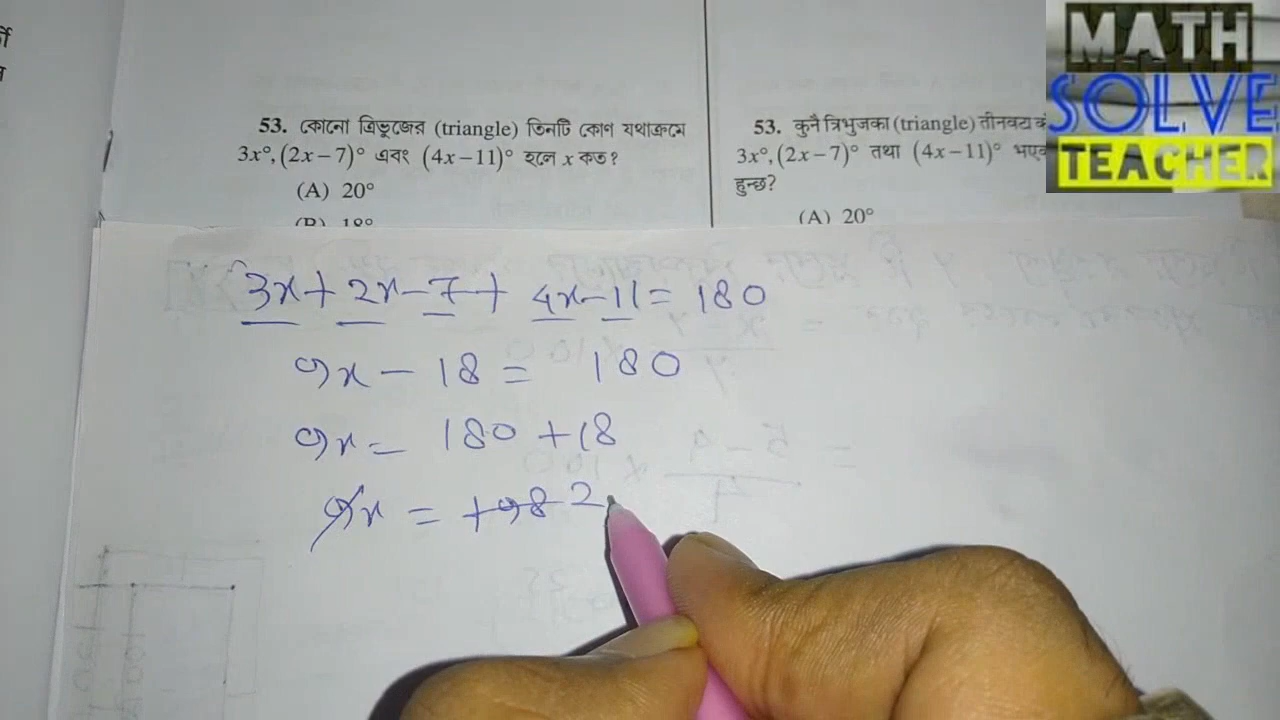 MATH
SOLVE
TEACHER
53. কোনো ত্রিভুজের (triangle) তিনটি কোণ যথাক্রমে
3x°, (2x−7)° এবং (4x−11)° হলে x কত?
(A) 20°
53. कुनै त्रिभुजका (triangle) तीनवटा
3x°, (2x−7)° तथा (4x−11)°
हुन्छ?
(A) 20°
3x + 2x − 7 + 4x − 11 = 180
9x − 18 = 180
9x = 180 + 18
9x = 198 2